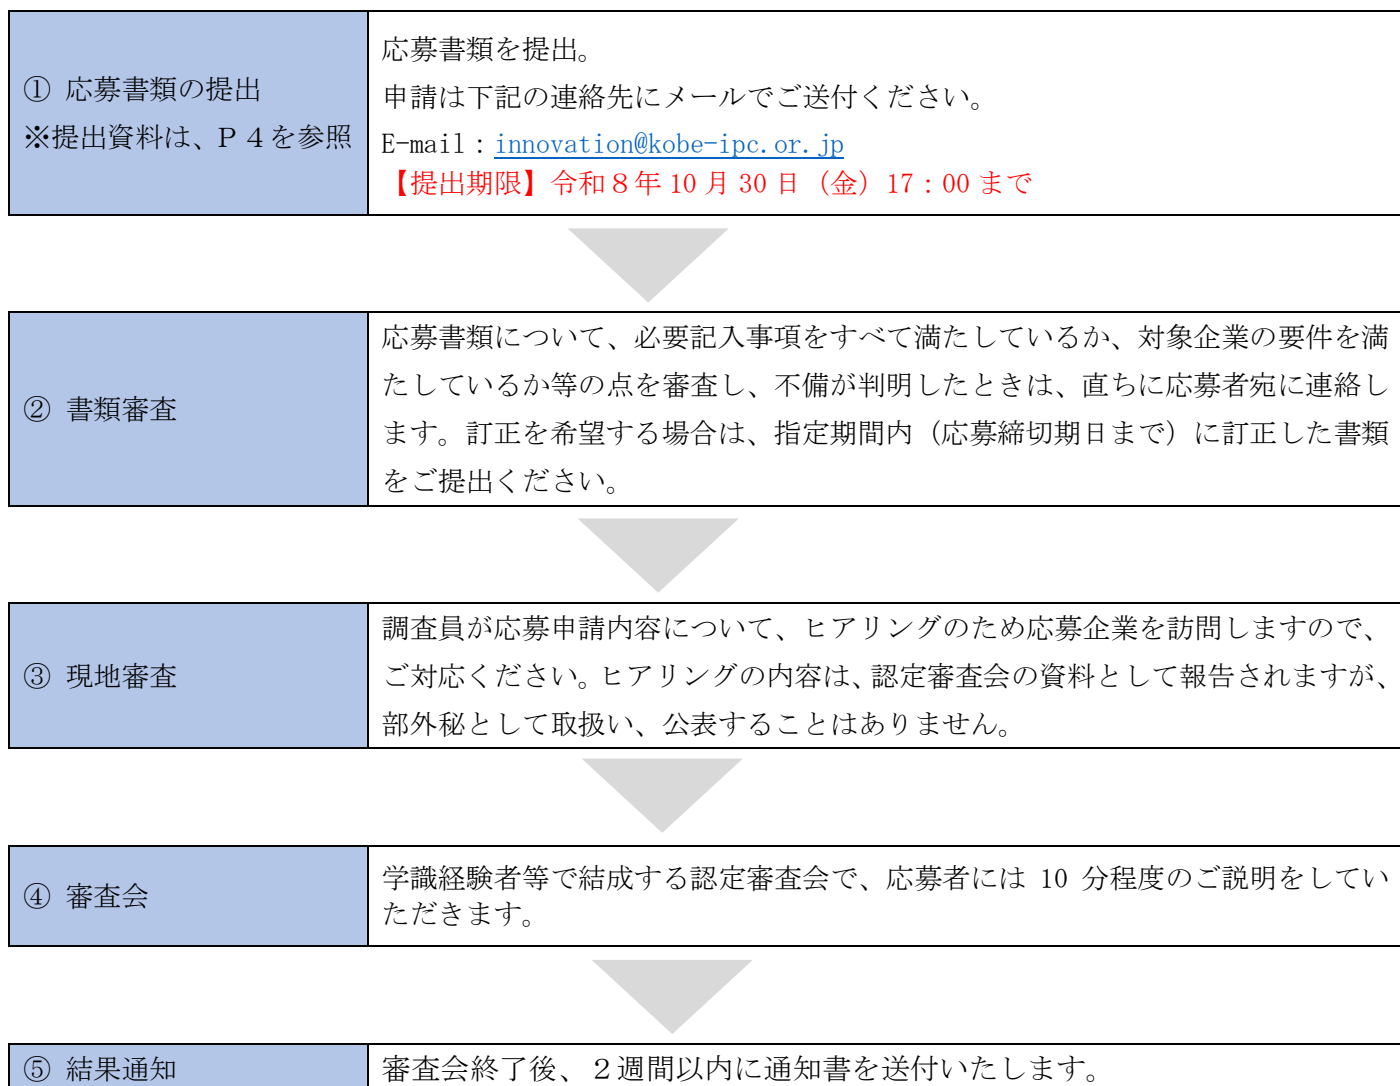 ① 応募書類の提出
※提出資料は、P４を参照
応募書類を提出。
申請は下記の連絡先にメールでご送付ください。
E-mail：innovation@kobe-ipc.or.jp
【提出期限】令和８年 10 月 30 日（金）17：00 まで
② 書類審査
応募書類について、必要記入事項をすべて満たしているか、対象企業の要件を満
たしているか等の点を審査し、不備が判明したときは、直ちに応募者宛に連絡し
ます。訂正を希望する場合は、指定期間内（応募締切期日まで）に訂正した書類
をご提出ください。
③ 現地審査
調査員が応募申請内容について、ヒアリングのため応募企業を訪問しますので、
ご対応ください。ヒアリングの内容は、認定審査会の資料として報告されますが、
部外秘として取扱い、公表することはありません。
④ 審査会
学識経験者等で結成する認定審査会で、応募者には 10 分程度のご説明をしてい
ただきます。
⑤ 結果通知
審査会終了後、２週間以内に通知書を送付いたします。